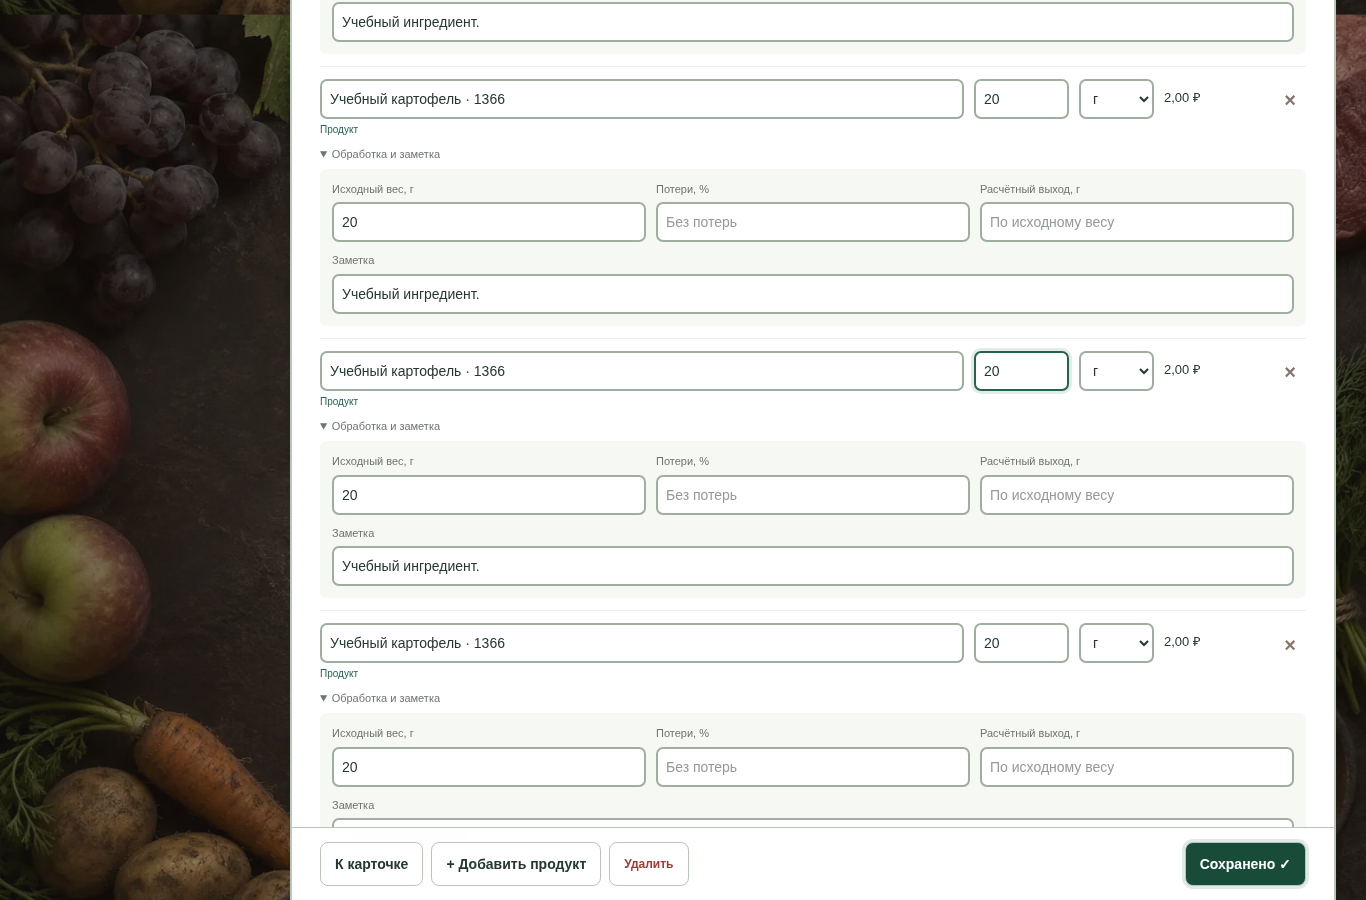 Учебный ингредиент.
Учебный картофель · 1366 20 г 2,00 ₽ ×
Продукт
▼ Обработка и заметка
Исходный вес, г Потери, % Расчётный выход, г
20 Без потерь По исходному весу
Заметка
Учебный ингредиент.
Учебный картофель · 1366 20 г 2,00 ₽ ×
Продукт
▼ Обработка и заметка
Исходный вес, г Потери, % Расчётный выход, г
20 Без потерь По исходному весу
Заметка
Учебный ингредиент.
Учебный картофель · 1366 20 г 2,00 ₽ ×
Продукт
▼ Обработка и заметка
Исходный вес, г Потери, % Расчётный выход, г
20 Без потерь По исходному весу
Заметка
К карточке + Добавить продукт Удалить Сохранено ✓